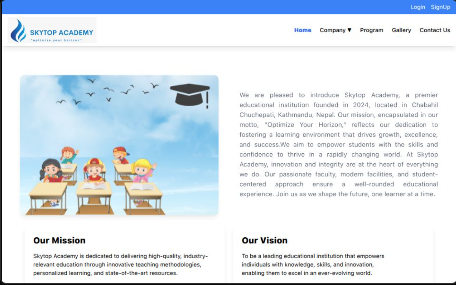 Login SignUp
SKYTOP ACADEMY
"optimize your horizon"
Home Company ▼ Program Gallery Contact Us
We are pleased to introduce Skytop Academy, a premier
educational institution founded in 2024, located in Chabahil
Chuchepati, Kathmandu, Nepal. Our mission, encapsulated in our
motto, "Optimize Your Horizon," reflects our dedication to
fostering a learning environment that drives growth, excellence,
and success.We aim to empower students with the skills and
confidence to thrive in a rapidly changing world. At Skytop
Academy, innovation and integrity are at the heart of everything
we do. Our passionate faculty, modern facilities, and student-
centered approach ensure a well-rounded educational
experience. Join us as we shape the future, one learner at a time.
Our Mission
Skytop Academy is dedicated to delivering high-quality, industry-
relevant education through innovative teaching methodologies,
personalized learning, and state-of-the-art resources.
Our Vision
To be a leading educational institution that empowers
individuals with knowledge, skills, and innovation,
enabling them to excel in an ever-evolving world.